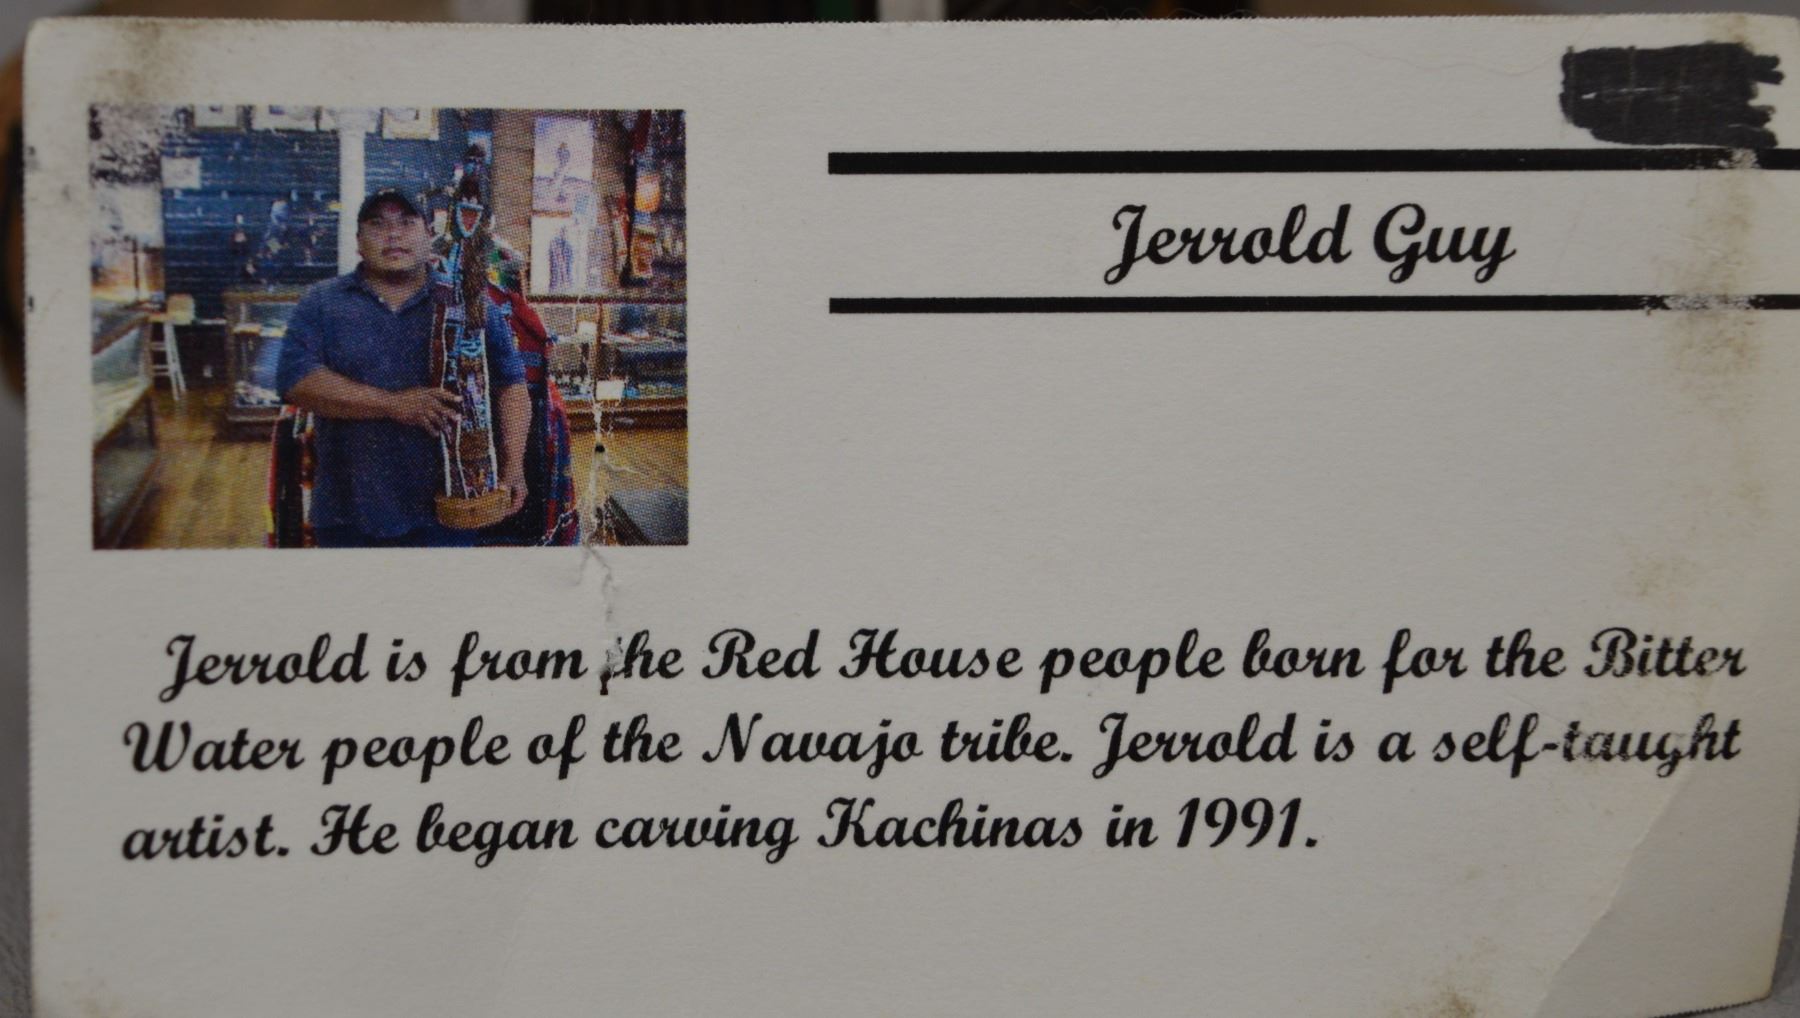 Jerrold Guy
Jerrold is from the Red House people born for the Bitter
Water people of the Navajo tribe. Jerrold is a self-taught
artist. He began carving Kachinas in 1991.